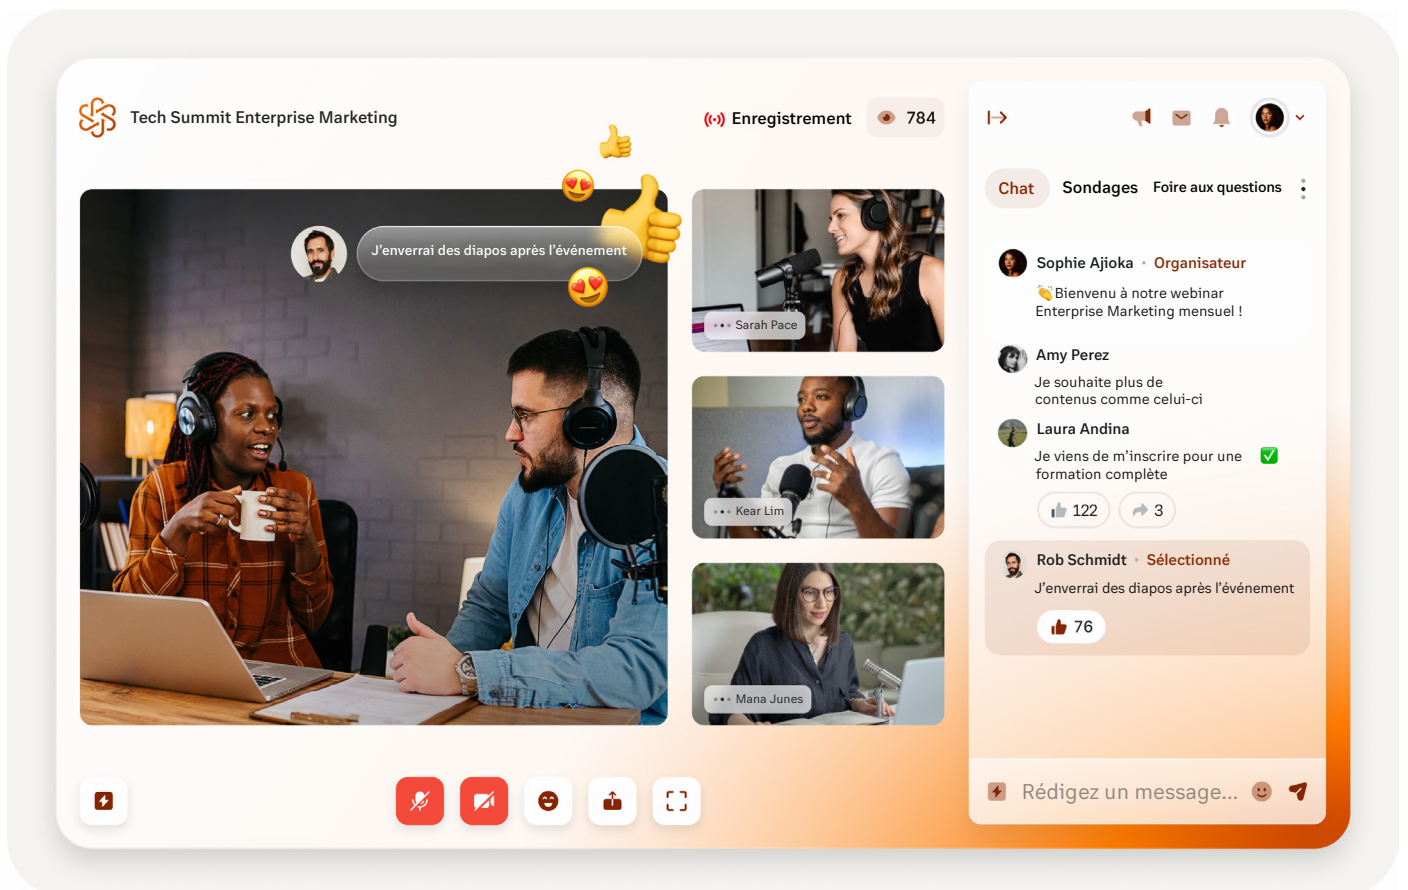 Tech Summit Enterprise Marketing
Enregistrement
784
J'enverrai des diapos après l'événement
Sarah Pace
Kear Lim
Mana Junes
Chat
Sondages
Foire aux questions
Sophie Ajioka • Organisateur
👏Bienvenu à notre webinar
Enterprise Marketing mensuel !
Amy Perez
Je souhaite plus de
contenus comme celui-ci
Laura Andina
Je viens de m'inscrire pour une ✅
formation complète
122
3
Rob Schmidt • Sélectionné
J'enverrai des diapos après l'événement
76
Rédigez un message...